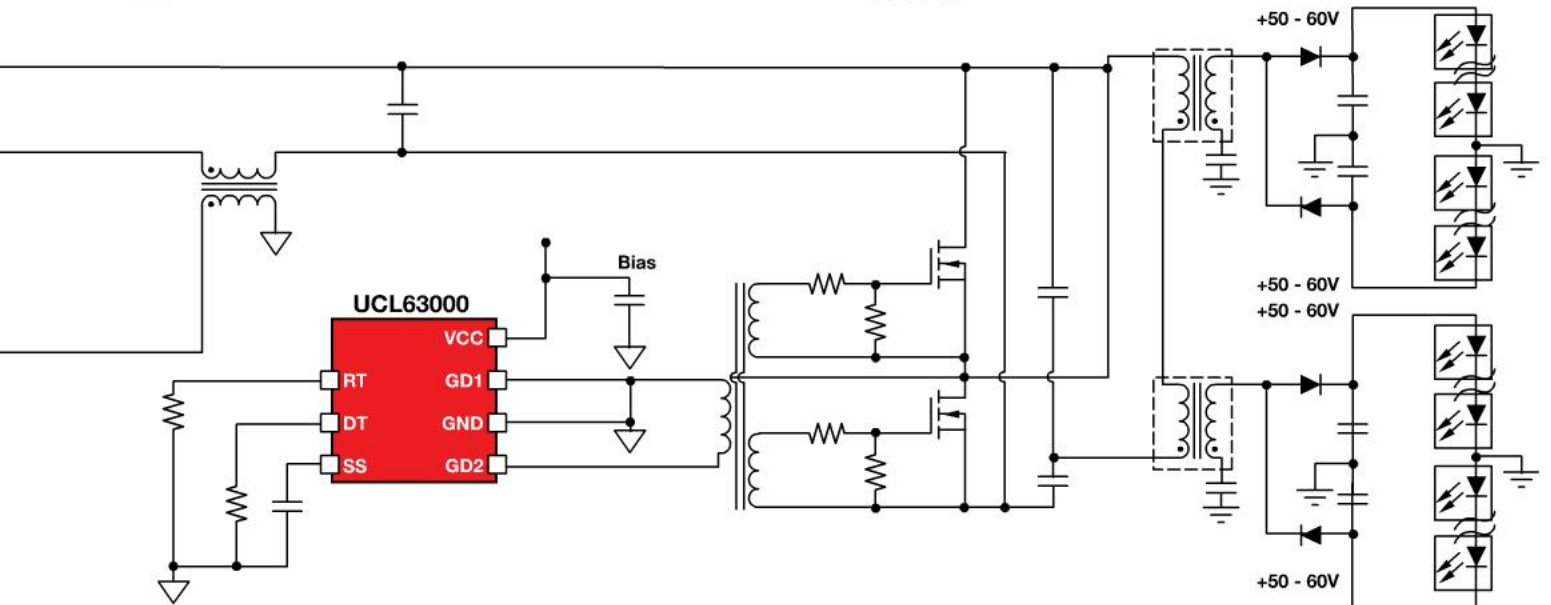 +50 - 60V
Bias
UCL63000
VCC
RT
GD1
DT
GND
SS
GD2
+50 - 60V
+50 - 60V
+50 - 60V